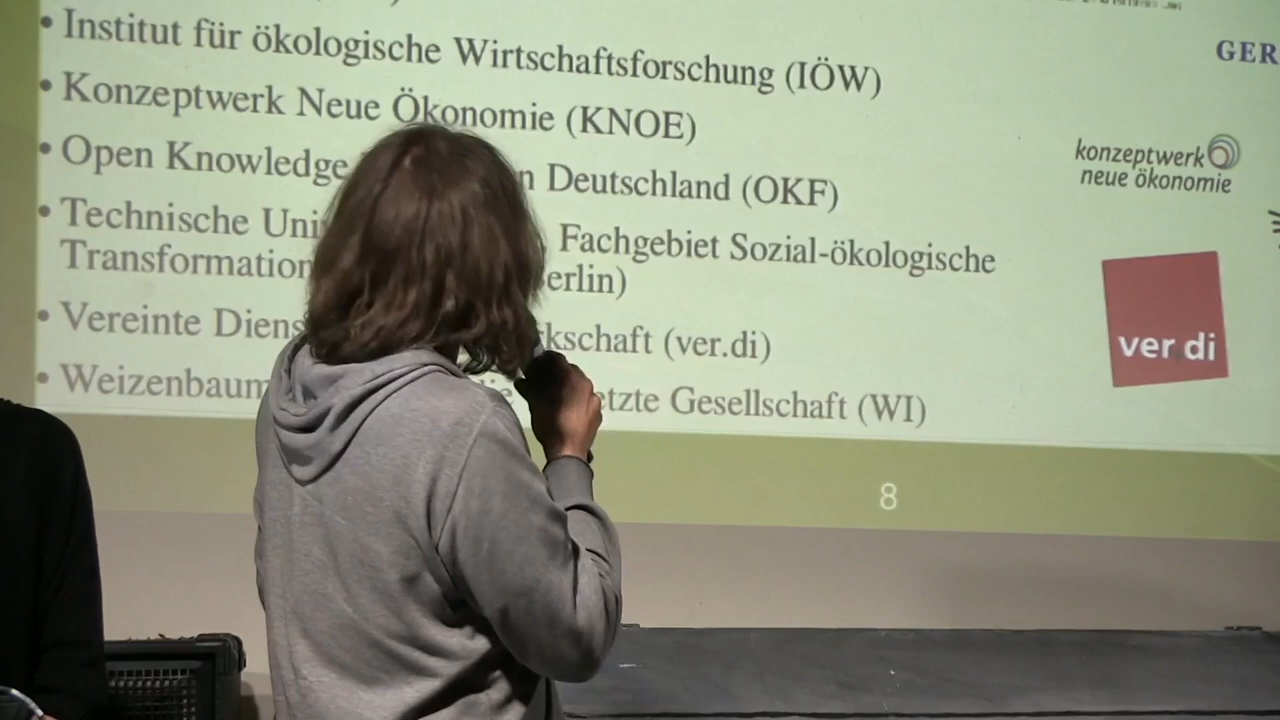 • Institut für ökologische Wirtschaftsforschung (IÖW)
GER
• Konzeptwerk Neue Ökonomie (KNOE)
• Open Knowledge n Deutschland (OKF)
konzeptwerk
neue ökonomie
• Technische Uni Fachgebiet Sozial-ökologische
Transformation erlin)
• Vereinte Diens kschaft (ver.di)
ver.di
• Weizenbaum ie etzte Gesellschaft (WI)
8